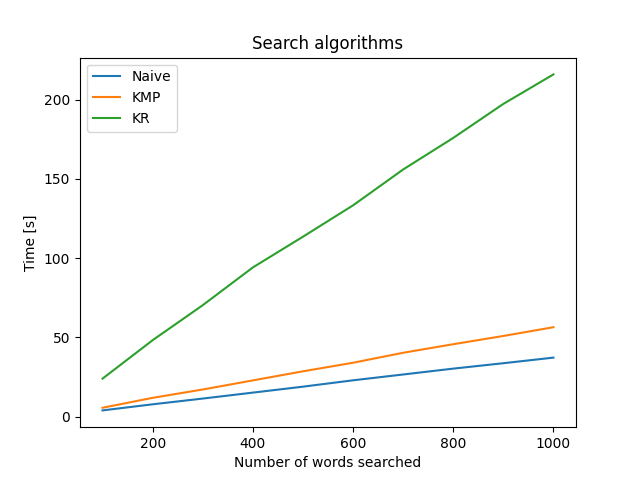 Search algorithms
Naive
KMP
KR
200
150
100
50
0
Time [s]
200 400 600 800 1000
Number of words searched